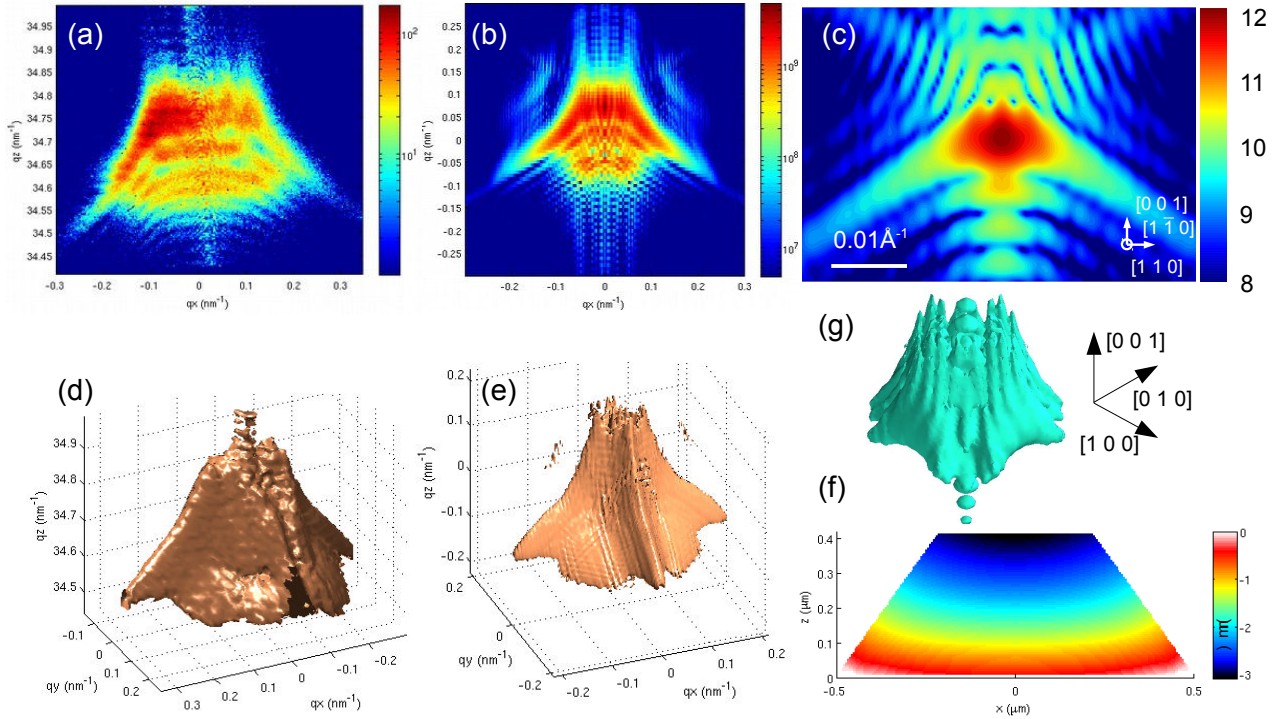 (a)
qz (nm⁻¹)
34.95
34.9
34.85
34.8
34.75
34.7
34.65
34.6
34.55
34.5
34.45
-0.3 -0.2 -0.1 0 0.1 0.2 0.3
qx (nm⁻¹)
10²
10¹
(b)
qz (nm⁻¹)
0.25
0.2
0.15
0.1
0.05
0
-0.05
-0.1
-0.15
-0.2
-0.25
-0.2 -0.1 0 0.1 0.2 0.3
qx (nm⁻¹)
10⁹
10⁸
10⁷
(c)
0.01Å⁻¹
[0 0 1]
[1 1̄ 0]
[1 1 0]
12
11
10
9
8
(d)
qz (nm⁻¹)
34.9
34.8
34.7
34.6
34.5
-0.1
0
0.1
0.2
qy (nm⁻¹)
0.3 0.2 0.1 0 -0.1 -0.2
qx (nm⁻¹)
(e)
qz (nm⁻¹)
0.2
0.1
0
-0.1
-0.2
0.2
0
-0.2
qy (nm⁻¹)
-0.2 -0.1 0 0.1 0.2
qx (nm⁻¹)
(g)
[0 0 1]
[0 1 0]
[1 0 0]
(f)
z (μm)
0.4
0.3
0.2
0.1
0
-0.5 0 0.5
x (μm)
0
-1
-2
-3